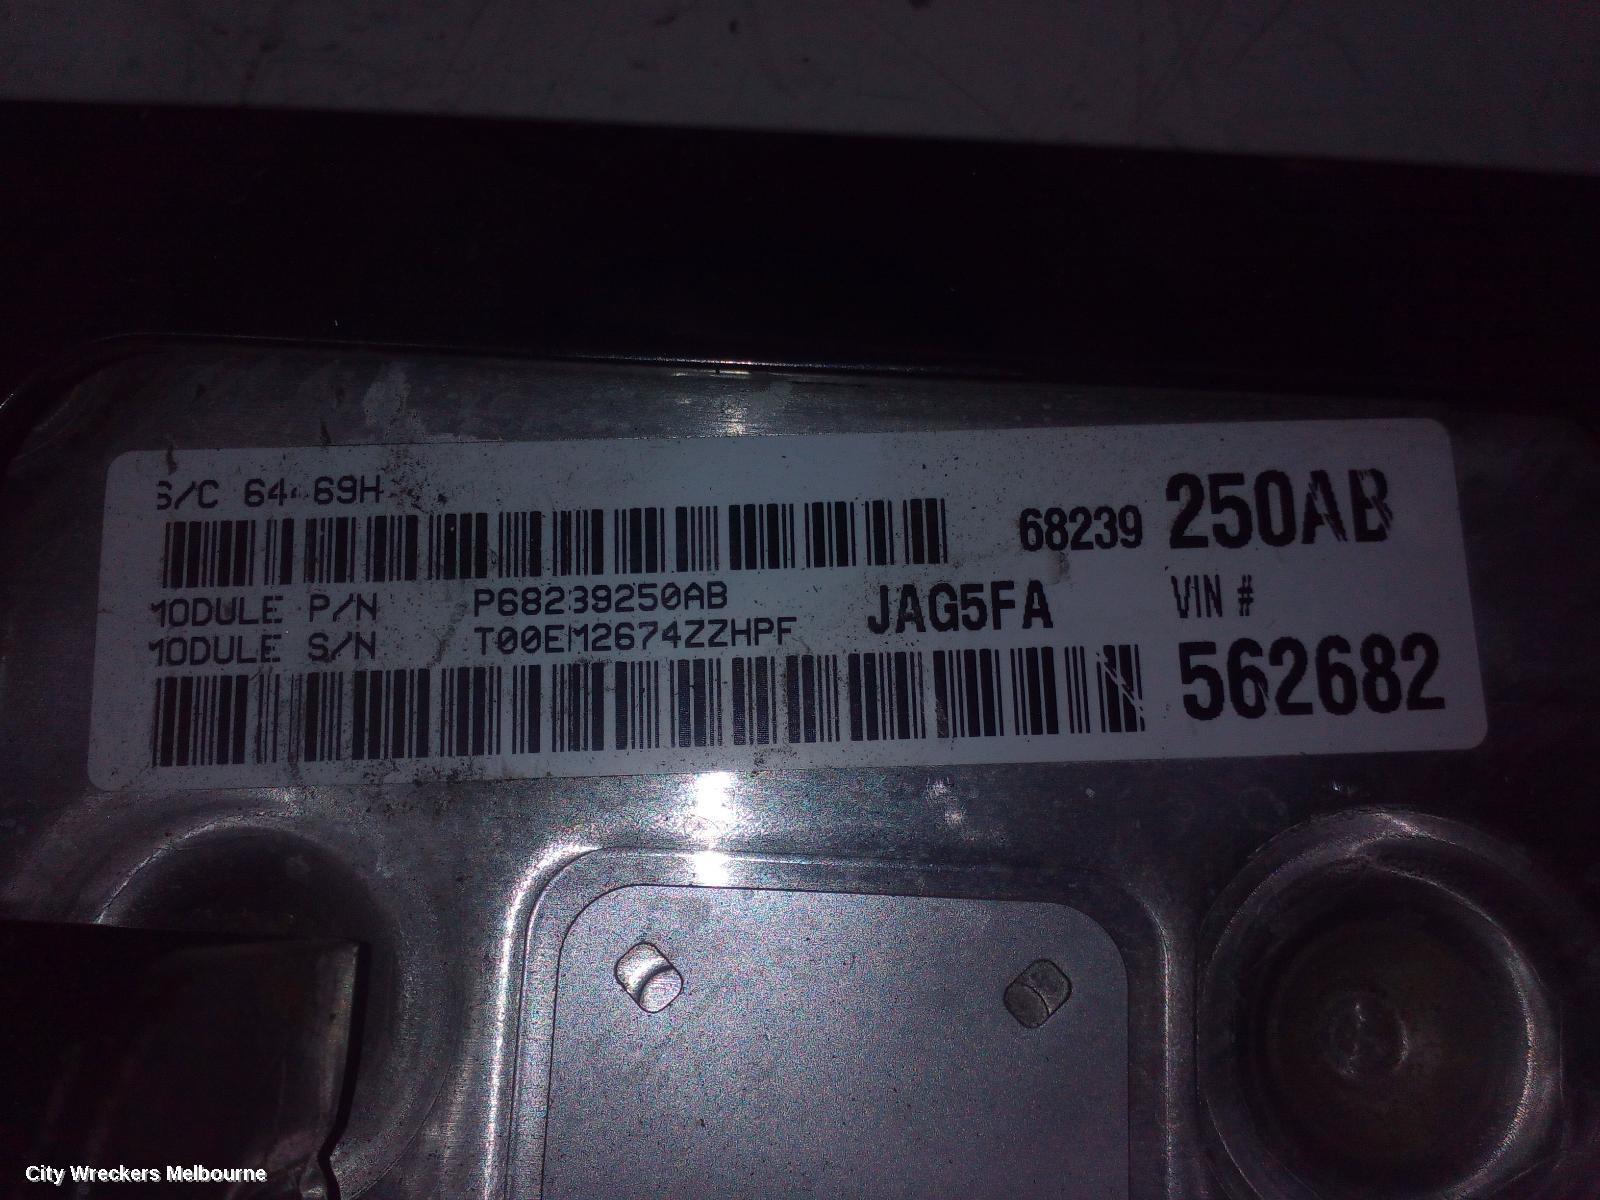 S/C 64 69H
68239 250AB
MODULE P/N P68239250AB
MODULE S/N T00EM2674ZZHPF
JAG5FA
VIN #
562682
City Wreckers Melbourne